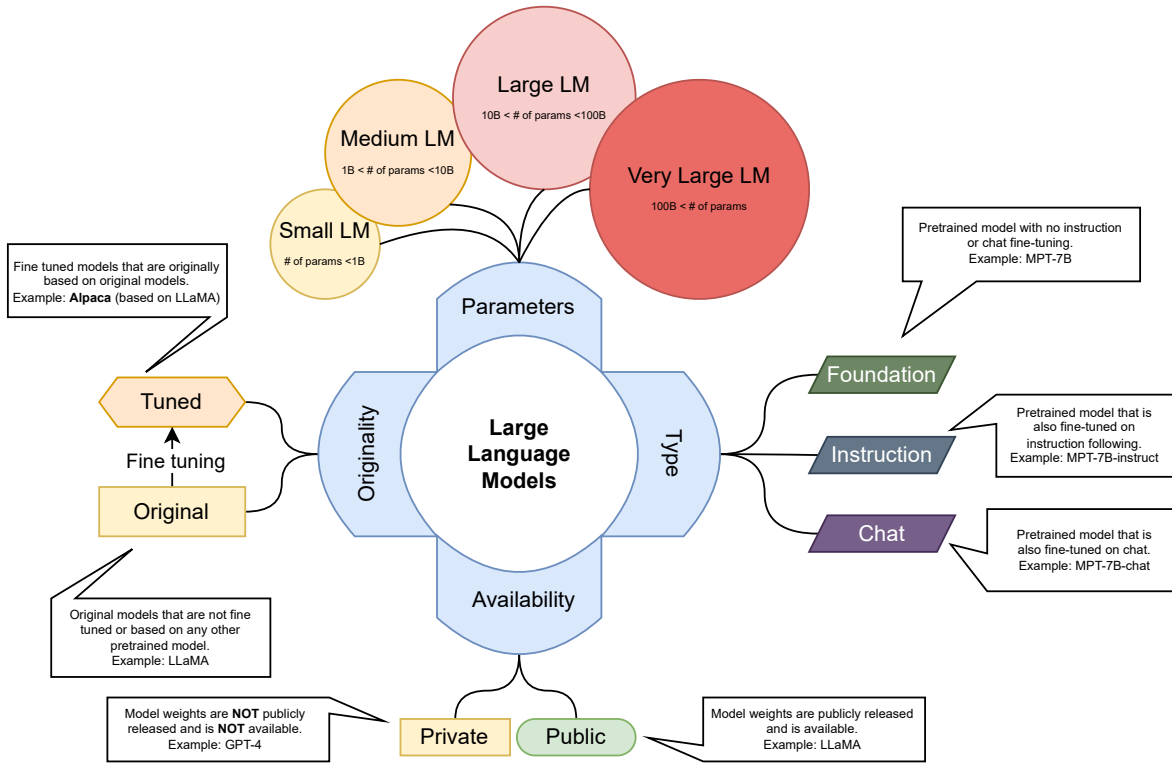 Large LM
10B < # of params <100B
Medium LM
1B < # of params <10B
Very Large LM
100B < # of params
Small LM
# of params <1B
Parameters
Fine tuned models that are originally
based on original models.
Example: Alpaca (based on LLaMA)
Tuned
Fine tuning
Original
Original models that are not fine
tuned or based on any other
pretrained model.
Example: LLaMA
Originality
Large
Language
Models
Type
Pretrained model with no instruction
or chat fine-tuning.
Example: MPT-7B
Foundation
Pretrained model that is
also fine-tuned on
instruction following.
Example: MPT-7B-instruct
Instruction
Chat
Pretrained model that is
also fine-tuned on chat.
Example: MPT-7B-chat
Availability
Model weights are NOT publicly
released and is NOT available.
Example: GPT-4
Private
Public
Model weights are publicly released
and is available.
Example: LLaMA